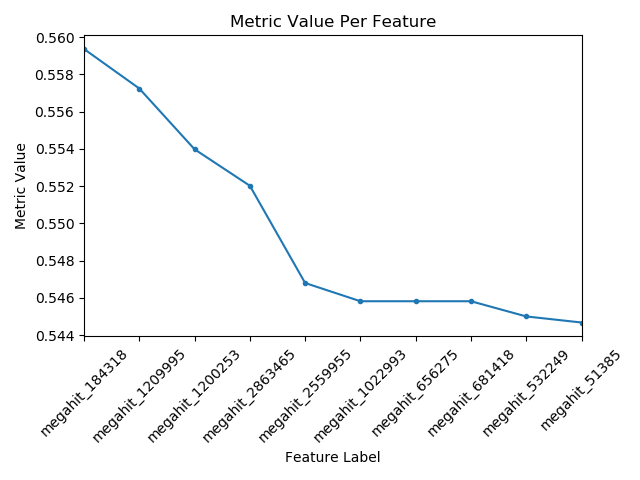 Metric Value Per Feature
0.560
0.558
0.556
0.554
0.552
0.550
0.548
0.546
0.544
Metric Value
megahit_184318
megahit_1209995
megahit_1200253
megahit_2863465
megahit_2559955
megahit_1022993
megahit_656275
megahit_681418
megahit_532249
megahit_51385
Feature Label